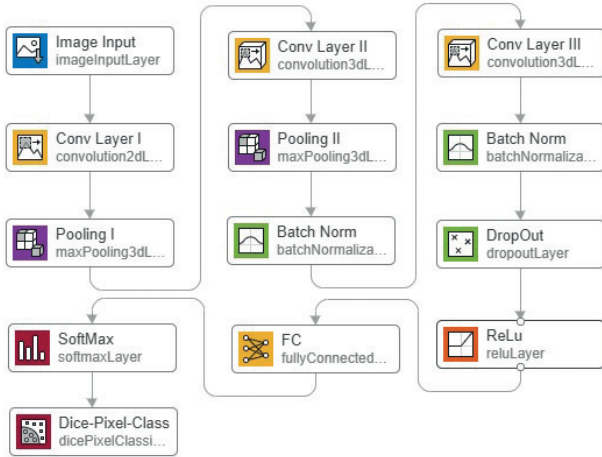 Image Input
imageInputLayer
Conv Layer I
convolution2dL...
Pooling I
maxPooling3dL...
Conv Layer II
convolution3dL...
Pooling II
maxPooling3dL...
Batch Norm
batchNormaliza...
Conv Layer III
convolution3dL...
Batch Norm
batchNormaliza...
DropOut
dropoutLayer
ReLu
reluLayer
FC
fullyConnected...
SoftMax
softmaxLayer
Dice-Pixel-Class
dicePixelClassi...